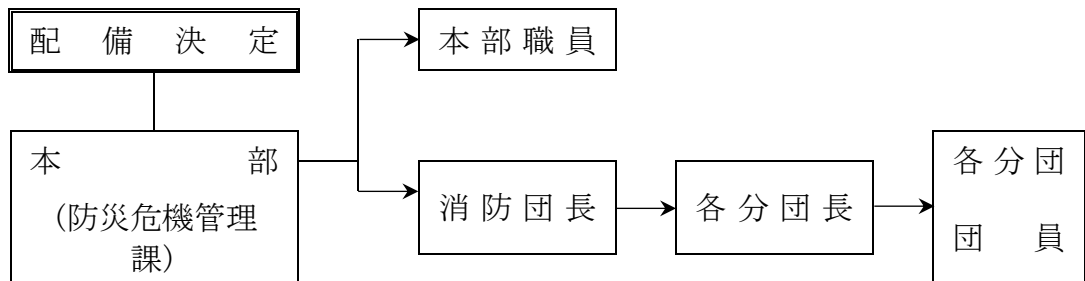 配備決定
本部職員
本部
(防災危機管理
課)
消防団長
各分団長
各分団
団員